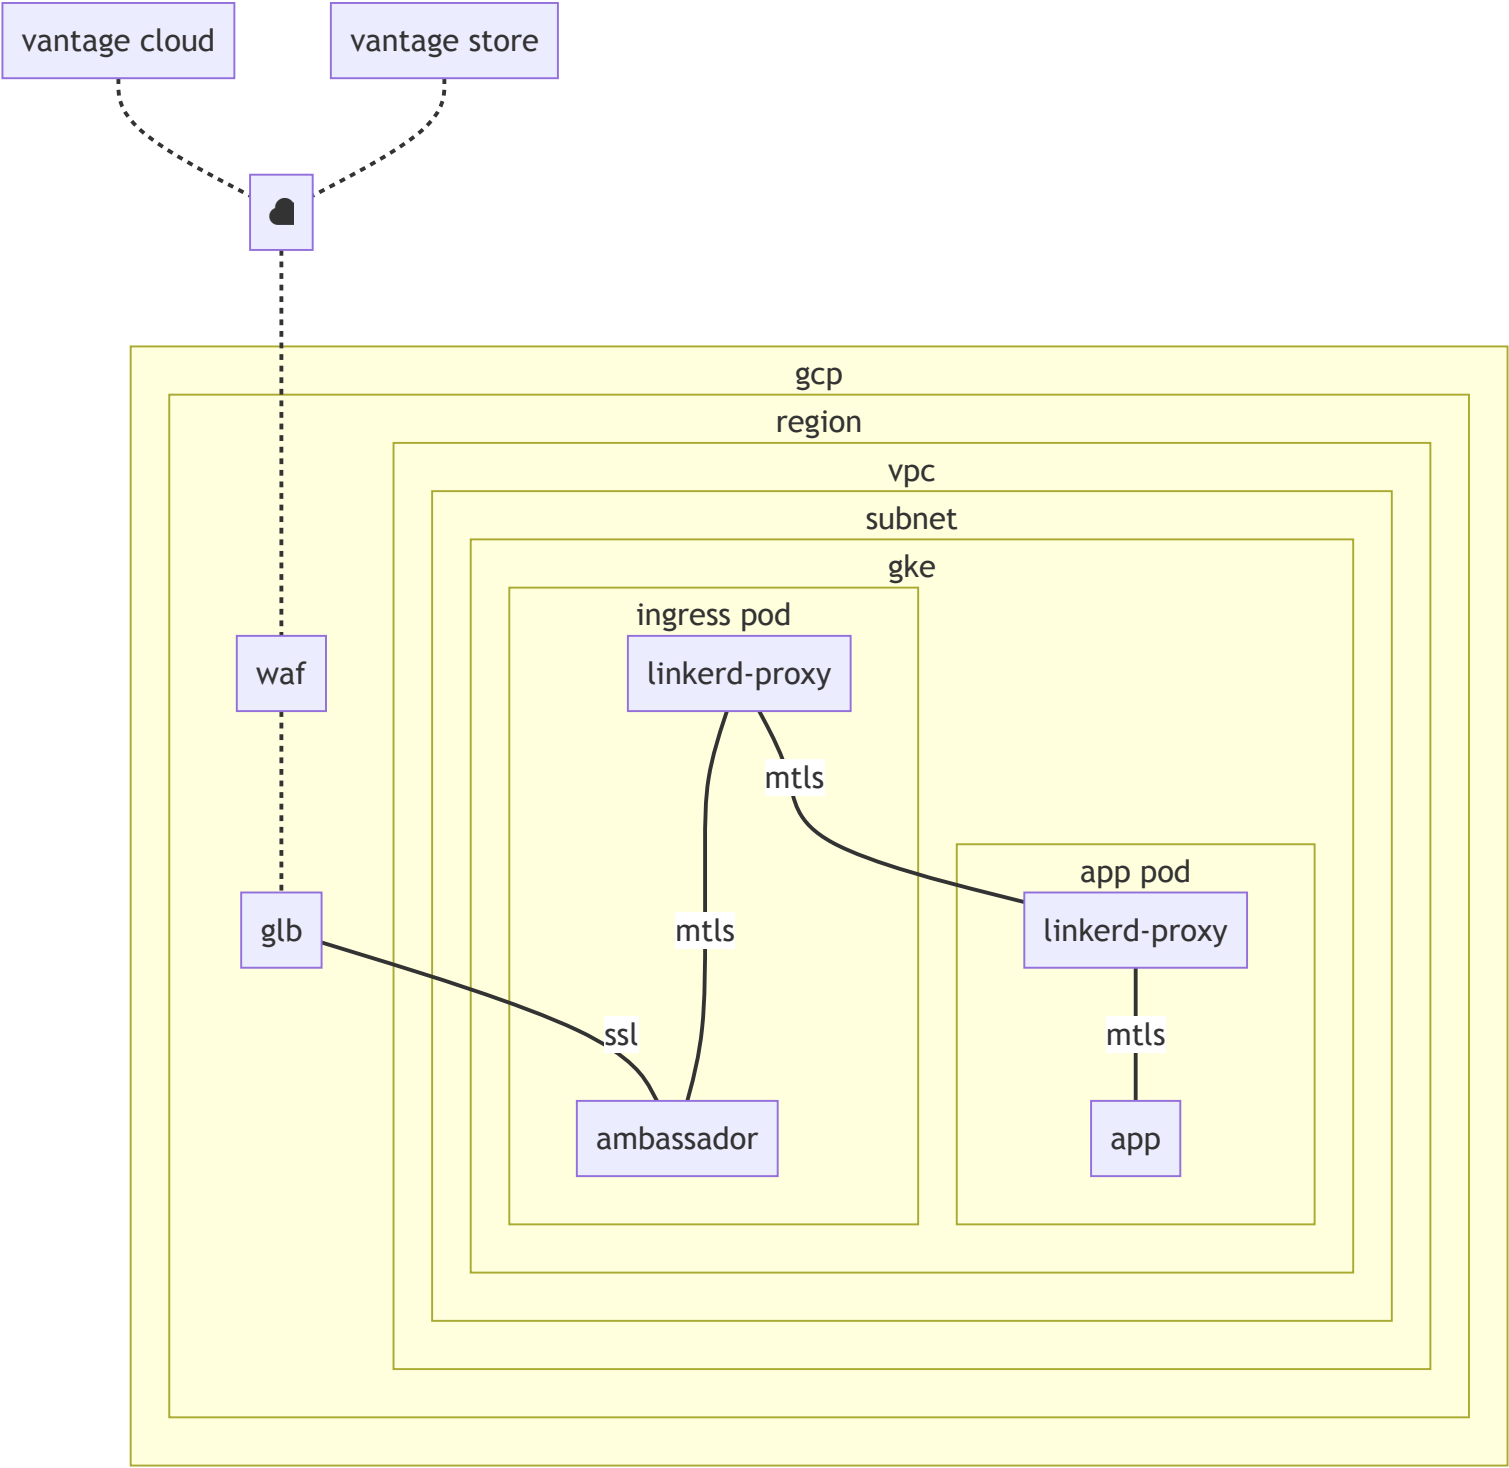 vantage cloud
vantage store
gcp
region
vpc
subnet
gke
ingress pod
waf
linkerd-proxy
mtls
app pod
glb
mtls
linkerd-proxy
ssl
mtls
ambassador
app